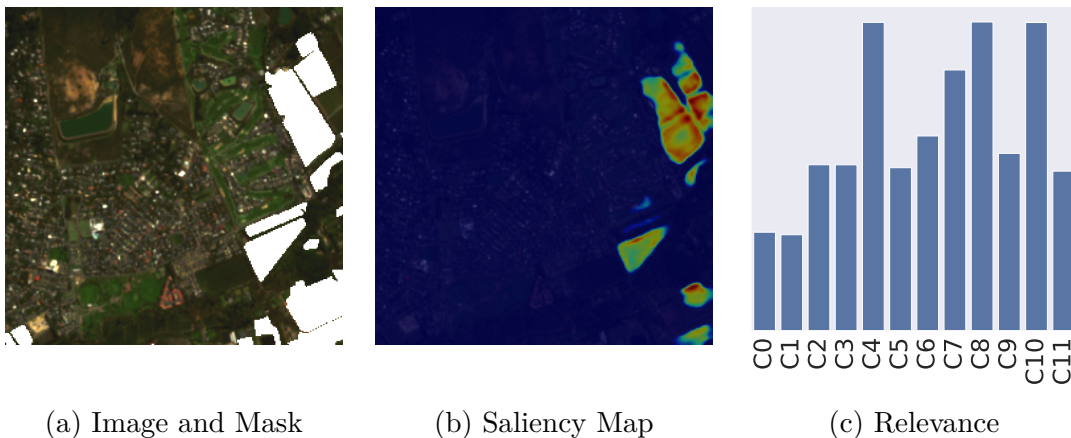 C0
C1
C2
C3
C4
C5
C6
C7
C8
C9
C10
C11
(a) Image and Mask
(b) Saliency Map
(c) Relevance